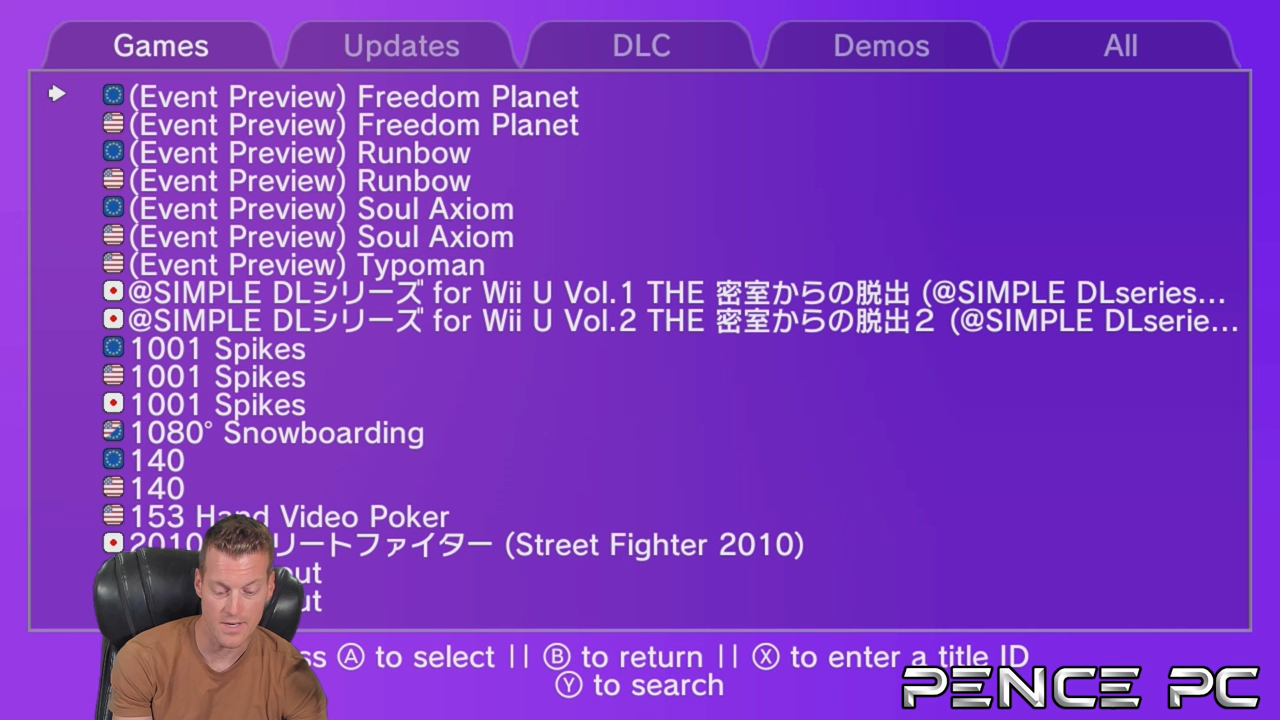 Games
Updates
DLC
Demos
All
(Event Preview) Freedom Planet
(Event Preview) Freedom Planet
(Event Preview) Runbow
(Event Preview) Runbow
(Event Preview) Soul Axiom
(Event Preview) Soul Axiom
(Event Preview) Typoman
@SIMPLE DLシリーズ for Wii U Vol.1 THE 密室からの脱出 (@SIMPLE DLseries...
@SIMPLE DLシリーズ for Wii U Vol.2 THE 密室からの脱出２ (@SIMPLE DLserie...
1001 Spikes
1001 Spikes
1001 Spikes
1080° Snowboarding
140
140
153 Hand Video Poker
2010 リートファイター (Street Fighter 2010)
out
ut
ss Ⓐ to select || Ⓑ to return || Ⓧ to enter a title ID
Ⓨ to search
PENCE PC